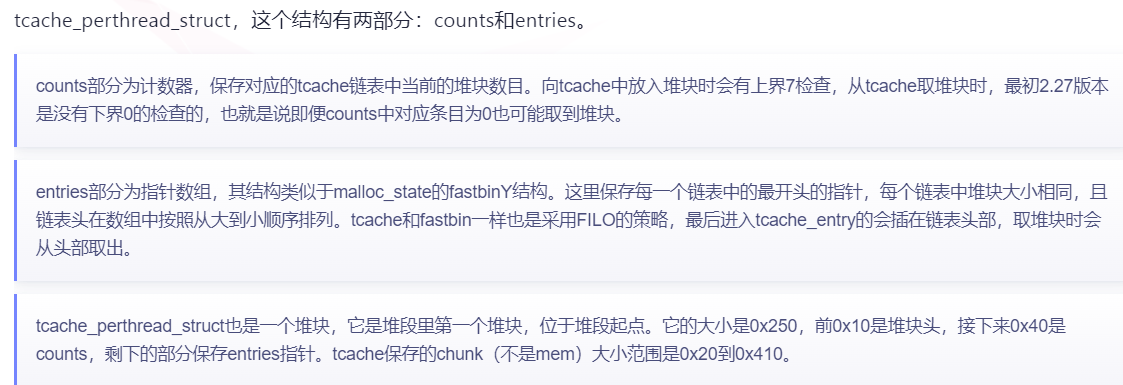 tcache_perthread_struct，这个结构有两部分：counts和entries。
counts部分为计数器，保存对应的tcache链表中当前的堆块数目。向tcache中放入堆块时会有上界7检查，从tcache取堆块时，最初2.27版本
是没有下界0的检查的，也就是说即便counts中对应条目为0也可能取到堆块。
entries部分为指针数组，其结构类似于malloc_state的fastbinY结构。这里保存每一个链表中的最开头的指针，每个链表中堆块大小相同，且
链表头在数组中按照从大到小顺序排列。tcache和fastbin一样也是采用FILO的策略，最后进入tcache_entry的会插在链表头部，取堆块时会
从头部取出。
tcache_perthread_struct也是一个堆块，它是堆段里第一个堆块，位于堆段起点。它的大小是0x250，前0x10是堆块头，接下来0x40是
counts，剩下的部分保存entries指针。tcache保存的chunk（不是mem）大小范围是0x20到0x410。